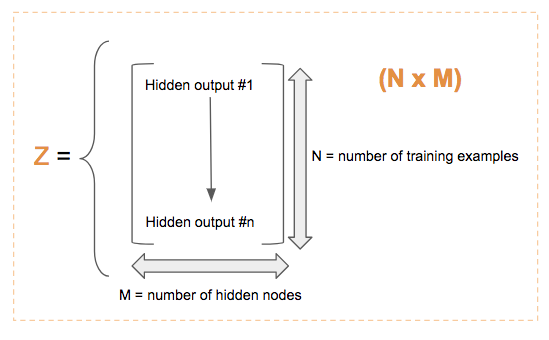 (N x M)
Hidden output #1
Z =
N = number of training examples
Hidden output #n
M = number of hidden nodes